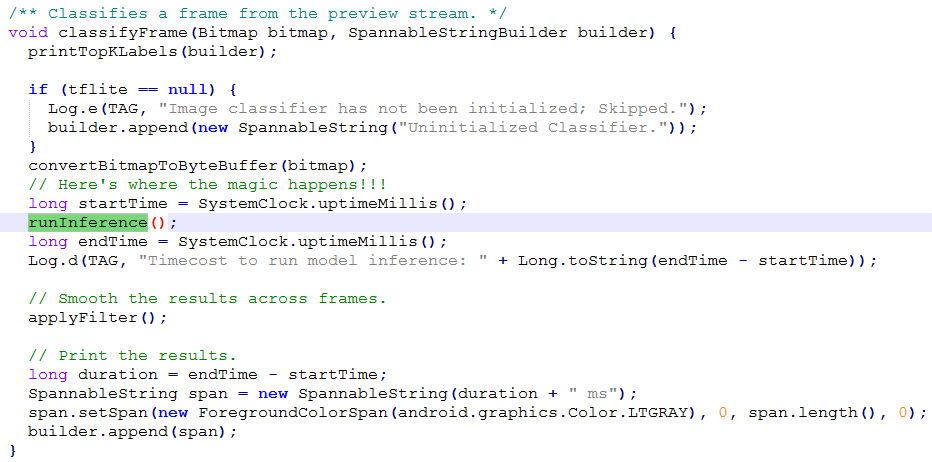 /** Classifies a frame from the preview stream. */
void classifyFrame(Bitmap bitmap, SpannableStringBuilder builder) {
  printTopKLabels(builder);

  if (tflite == null) {
    Log.e(TAG, "Image classifier has not been initialized; Skipped.");
    builder.append(new SpannableString("Uninitialized Classifier."));
  }
  convertBitmapToByteBuffer(bitmap);
  // Here's where the magic happens!!!
  long startTime = SystemClock.uptimeMillis();
  runInference();
  long endTime = SystemClock.uptimeMillis();
  Log.d(TAG, "Timecost to run model inference: " + Long.toString(endTime - startTime));

  // Smooth the results across frames.
  applyFilter();

  // Print the results.
  long duration = endTime - startTime;
  SpannableString span = new SpannableString(duration + " ms");
  span.setSpan(new ForegroundColorSpan(android.graphics.Color.LTGRAY), 0, span.length(), 0);
  builder.append(span);
}